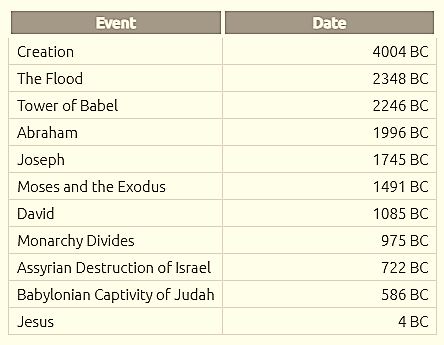 Event Date
Creation 4004 BC
The Flood 2348 BC
Tower of Babel 2246 BC
Abraham 1996 BC
Joseph 1745 BC
Moses and the Exodus 1491 BC
David 1085 BC
Monarchy Divides 975 BC
Assyrian Destruction of Israel 722 BC
Babylonian Captivity of Judah 586 BC
Jesus 4 BC